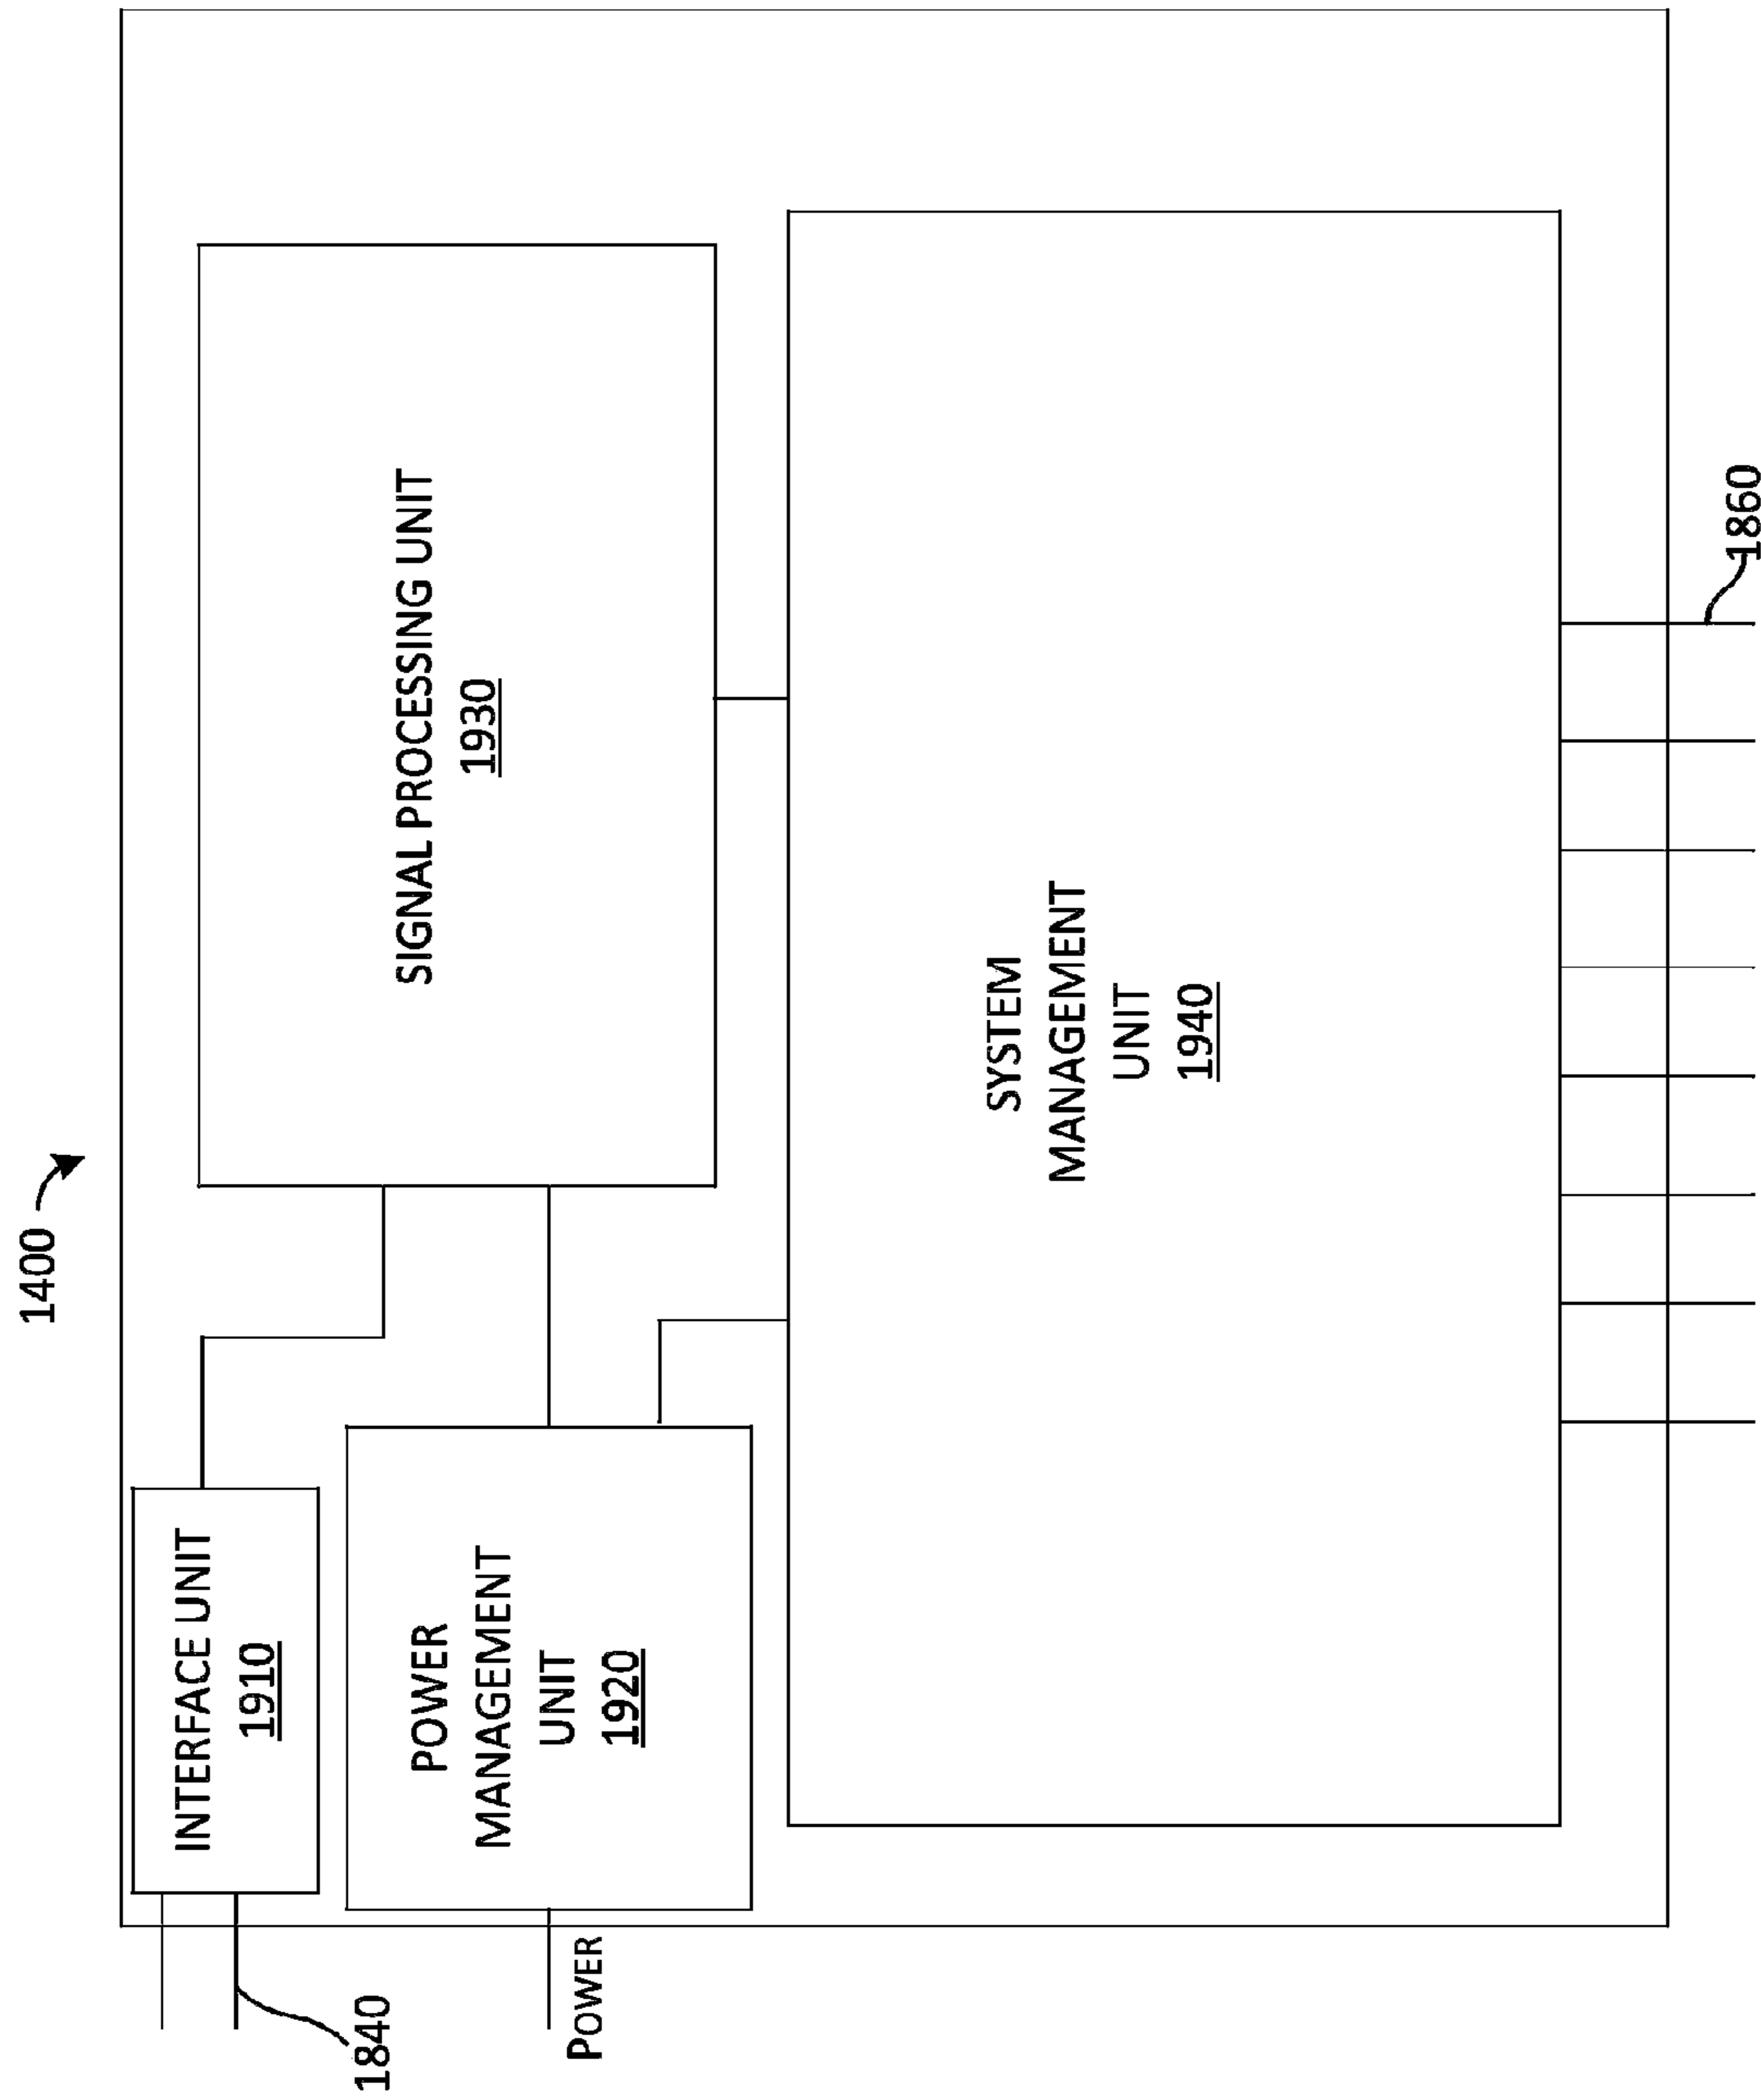 1400
INTERFACE UNIT
1910
1840
POWER
MANAGEMENT
UNIT
1920
POWER
SIGNAL PROCESSING UNIT
1930
SYSTEM
MANAGEMENT
UNIT
1940
1860